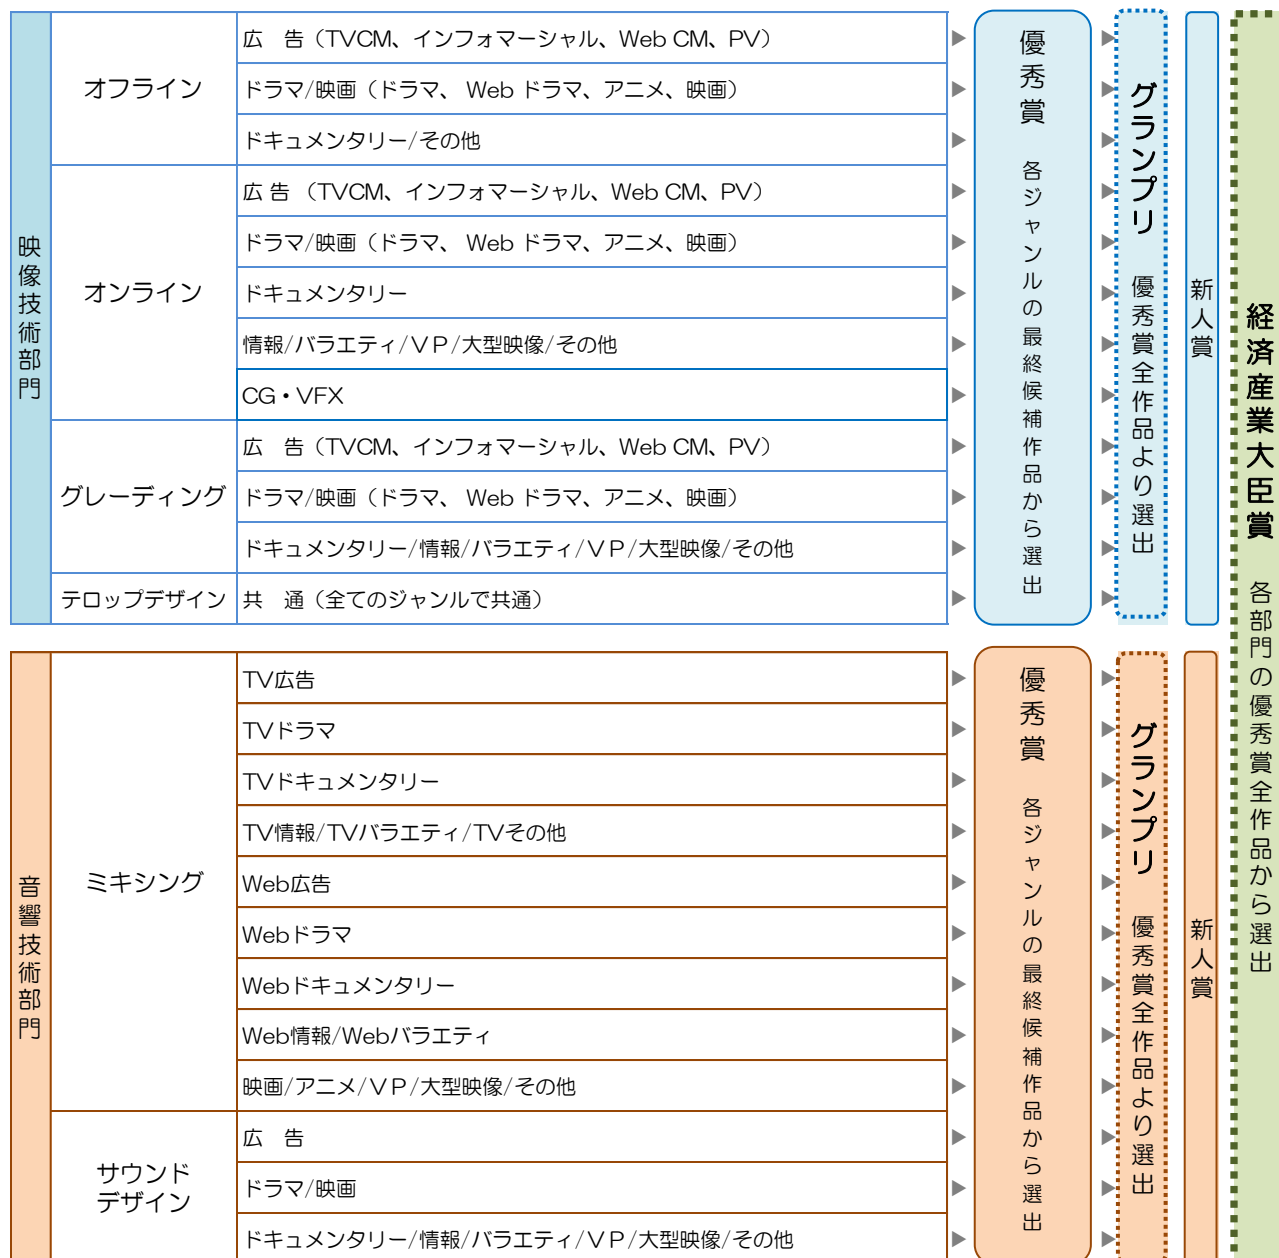 映像技術部門
オフライン
広　告（TVCM、インフォマーシャル、Web CM、PV）
ドラマ/映画（ドラマ、 Web ドラマ、アニメ、映画）
ドキュメンタリー/その他
オンライン
広 告 （TVCM、インフォマーシャル、Web CM、PV）
ドラマ/映画（ドラマ、 Web ドラマ、アニメ、映画）
ドキュメンタリー
情報/バラエティ/ＶＰ/大型映像/その他
CG・VFX
グレーディング
広　告（TVCM、インフォマーシャル、Web CM、PV）
ドラマ/映画（ドラマ、 Web ドラマ、アニメ、映画）
ドキュメンタリー/情報/バラエティ/ＶＰ/大型映像/その他
テロップデザイン
共　通（全てのジャンルで共通）
優秀賞　各ジャンルの最終候補作品から選出
グランプリ　優秀賞全作品より選出
新人賞
音響技術部門
ミキシング
TV広告
TVドラマ
TVドキュメンタリー
TV情報/TVバラエティ/TVその他
Web広告
Webドラマ
Webドキュメンタリー
Web情報/Webバラエティ
映画/アニメ/ＶＰ/大型映像/その他
サウンド
デザイン
広　告
ドラマ/映画
ドキュメンタリー/情報/バラエティ/ＶＰ/大型映像/その他
優秀賞　各ジャンルの最終候補作品から選出
グランプリ　優秀賞全作品より選出
新人賞
経済産業大臣賞　各部門の優秀賞全作品から選出